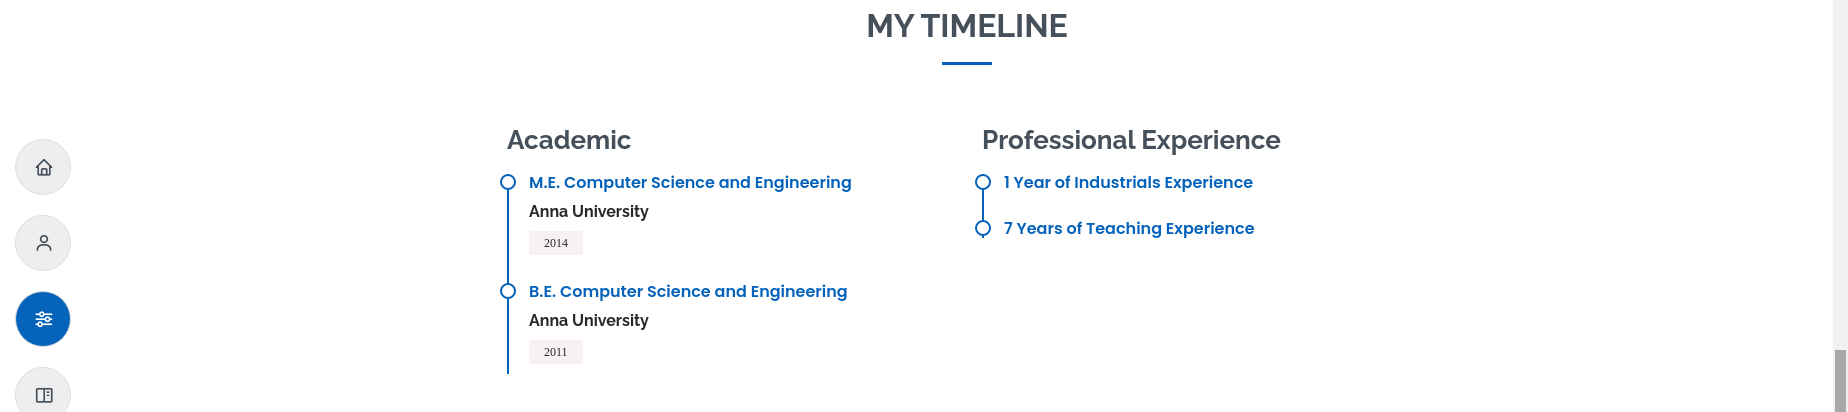 MY TIMELINE
Academic
M.E. Computer Science and Engineering
Anna University
2014
B.E. Computer Science and Engineering
Anna University
2011
Professional Experience
1 Year of Industrials Experience
7 Years of Teaching Experience